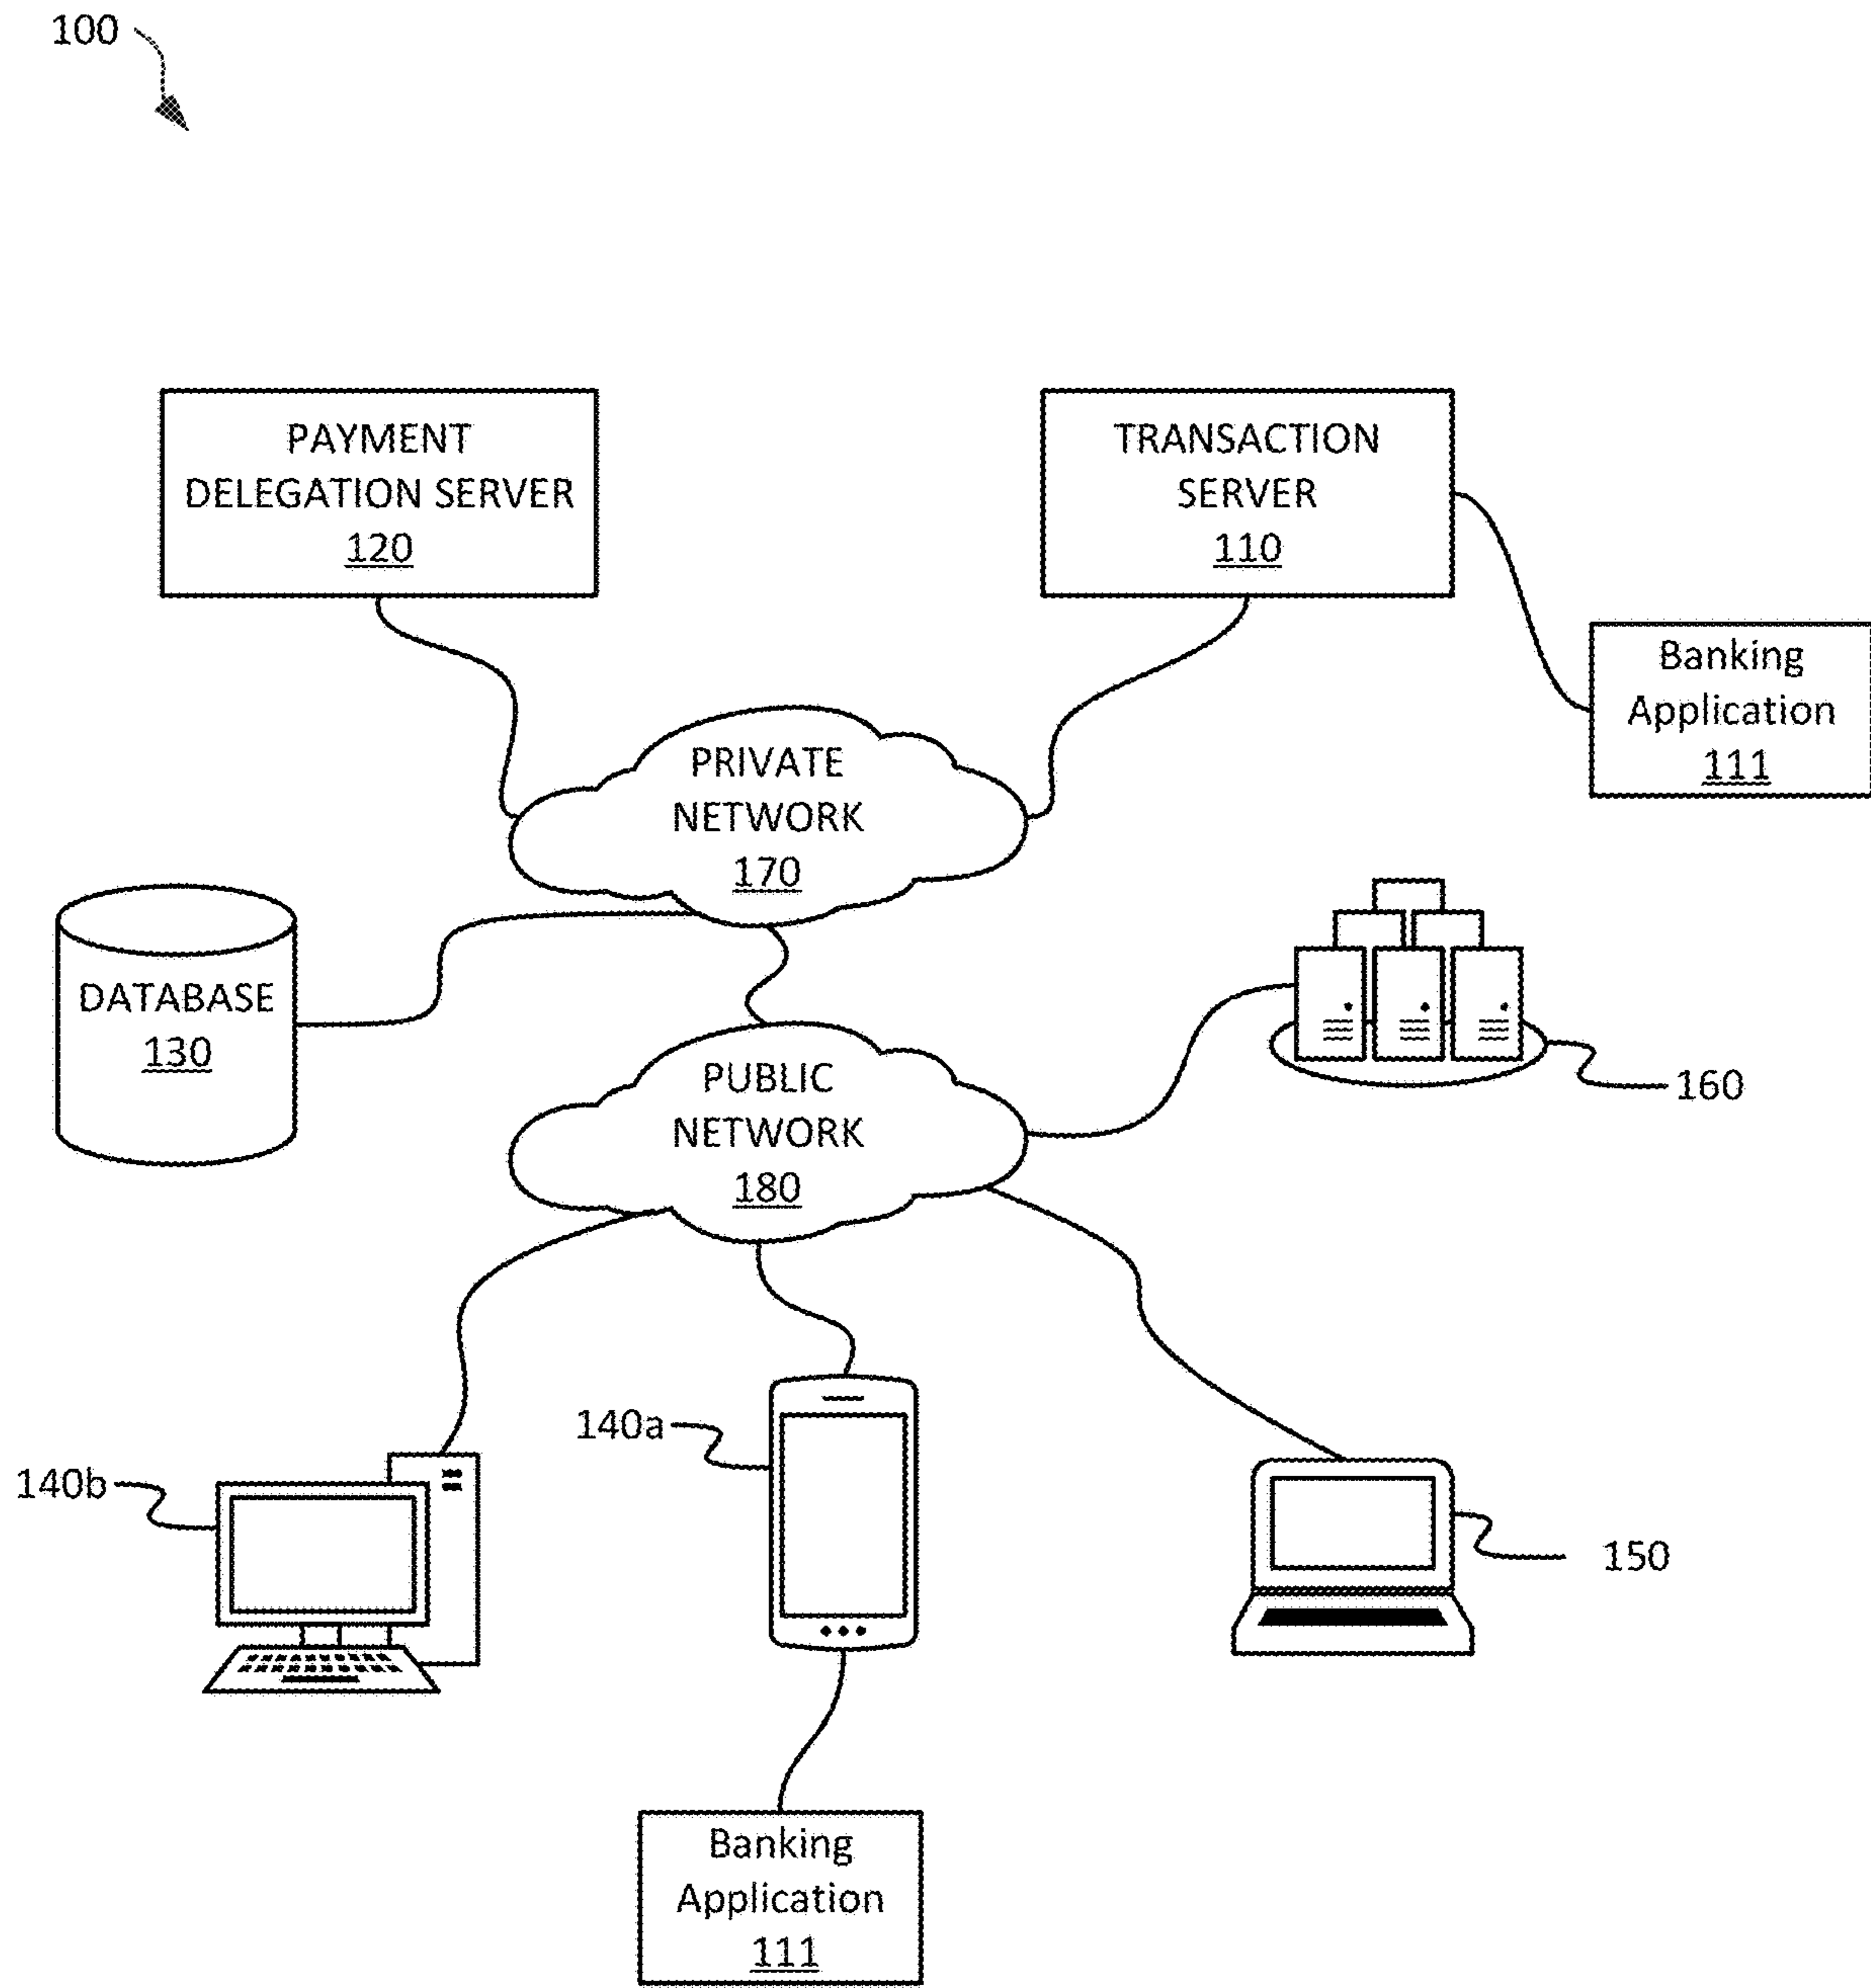 100
PAYMENT
DELEGATION SERVER
120
TRANSACTION
SERVER
110
Banking
Application
111
PRIVATE
NETWORK
170
DATABASE
130
PUBLIC
NETWORK
180
160
140a
140b
150
Banking
Application
111